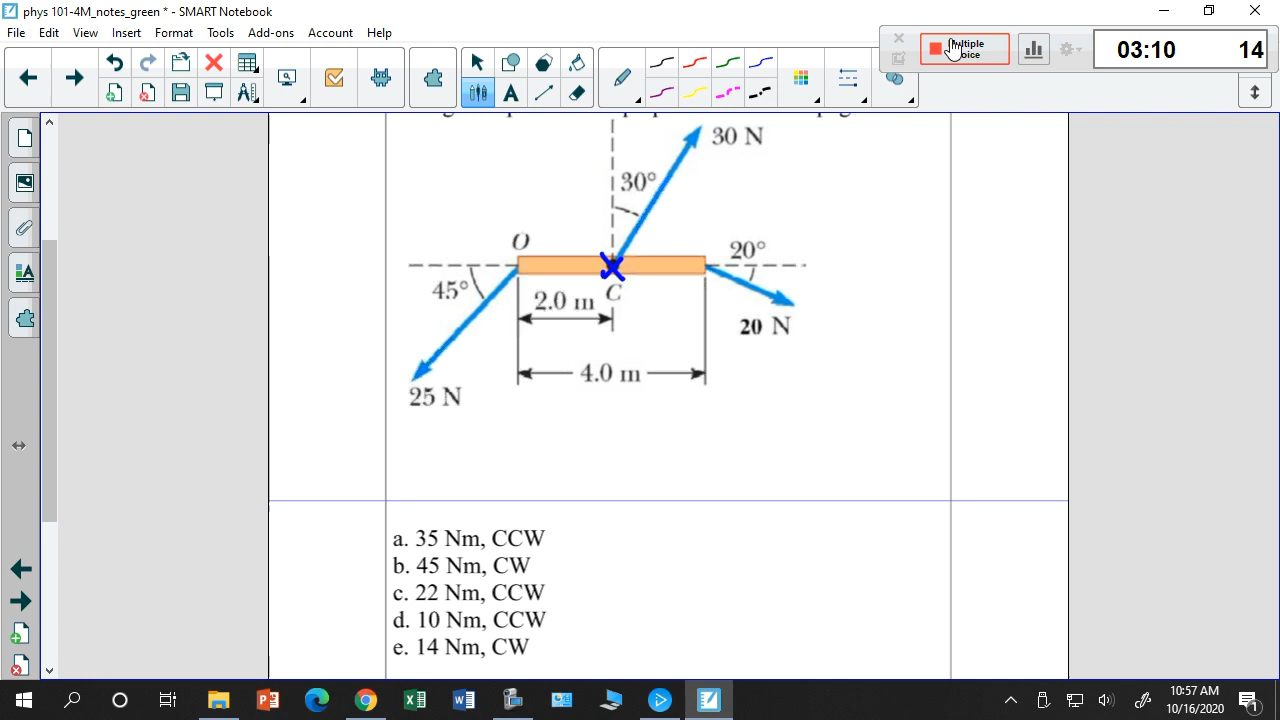 phys 101-4M_notes_green * - SMART Notebook
File Edit View Insert Format Tools Add-ons Account Help
03:10 14
30 N
30°
O
20°
45°
2.0 m C
20 N
4.0 m
25 N
a. 35 Nm, CCW
b. 45 Nm, CW
c. 22 Nm, CCW
d. 10 Nm, CCW
e. 14 Nm, CW
10:57 AM
10/16/2020
1